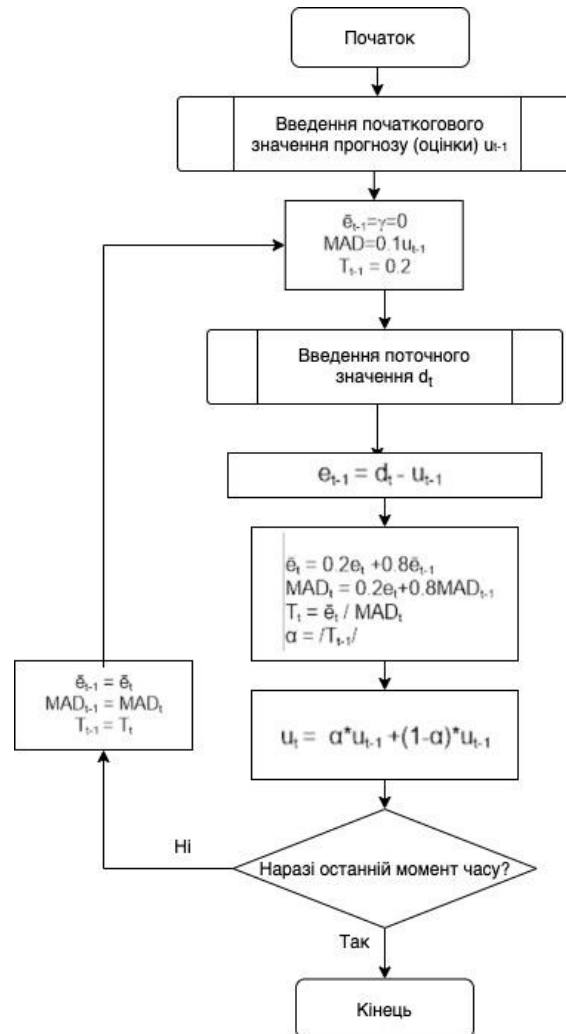 Початок
Введення початкогового
значення прогнозу (оцінки) uₜ₋₁
ēₜ₋₁=γ=0
MAD=0.1uₜ₋₁
Tₜ₋₁ = 0.2
Введення поточного
значення dₜ
eₜ₋₁ = dₜ - uₜ₋₁
ēₜ = 0.2eₜ +0.8ēₜ₋₁
MADₜ = 0.2eₜ+0.8MADₜ₋₁
Tₜ = ēₜ / MADₜ
α = /Tₜ₋₁/
uₜ = α*uₜ₋₁ +(1-α)*uₜ₋₁
ēₜ₋₁ = ēₜ
MADₜ₋₁ = MADₜ
Tₜ₋₁ = Tₜ
Ні
Наразі останній момент часу?
Так
Кінець